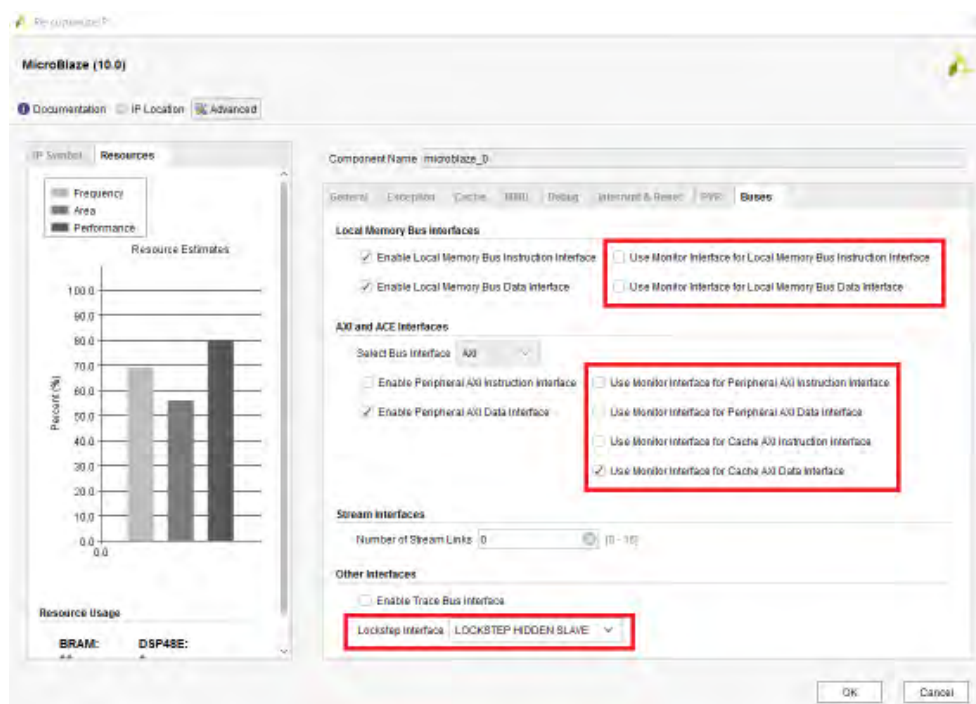 Re-customize IP
MicroBlaze (10.0)
Documentation IP Location Advanced
IP Symbol Resources
Frequency
Area
Performance
Resource Estimates
100.0
90.0
80.0
70.0
60.0
50.0
40.0
30.0
20.0
10.0
0.0
0.0
Percent (%)
Resource Usage
BRAM: DSP48E:
Component Name microblaze_0
General Exception Cache MMU Debug Interrupt & Reset PVR Buses
Local Memory Bus Interfaces
Enable Local Memory Bus Instruction Interface Use Monitor Interface for Local Memory Bus Instruction Interface
Enable Local Memory Bus Data Interface Use Monitor Interface for Local Memory Bus Data Interface
AXI and ACE Interfaces
Select Bus Interface AXI
Enable Peripheral AXI Instruction Interface Use Monitor Interface for Peripheral AXI Instruction Interface
Enable Peripheral AXI Data Interface Use Monitor Interface for Peripheral AXI Data Interface
Use Monitor Interface for Cache AXI Instruction Interface
Use Monitor Interface for Cache AXI Data Interface
Stream Interfaces
Number of Stream Links 0 [0 - 16]
Other Interfaces
Enable Trace Bus Interface
Lockstep Interface LOCKSTEP HIDDEN SLAVE
OK Cancel